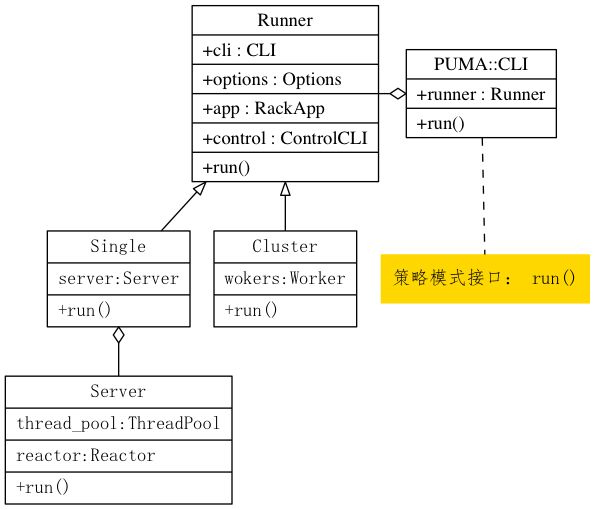 Runner
+cli : CLI
+options : Options
+app : RackApp
+control : ControlCLI
+run()
PUMA::CLI
+runner : Runner
+run()
Single
server:Server
+run()
Cluster
wokers:Worker
+run()
策略模式接口： run()
Server
thread_pool:ThreadPool
reactor:Reactor
+run()